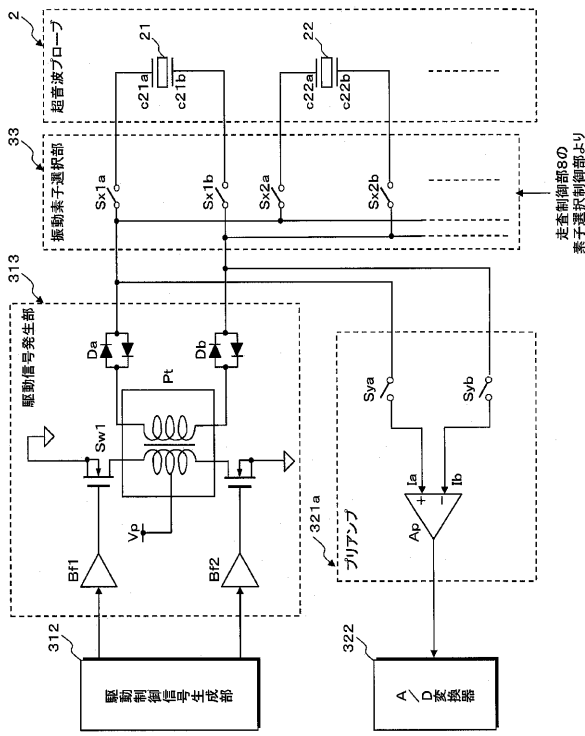 2
超音波プローブ
21
c21a
c21b
22
c22a
c22b
33
振動素子選択部
Sx1a
Sx1b
Sx2a
Sx2b
走査制御部8の
素子選択制御部より
313
駆動信号発生部
Da
Db
Pt
Sw1
Vp
Bf1
Bf2
312
駆動制御信号生成部
Sya
Syb
Ia
Ib
+
−
Ap
321a
プリアンプ
322
A/D変換器